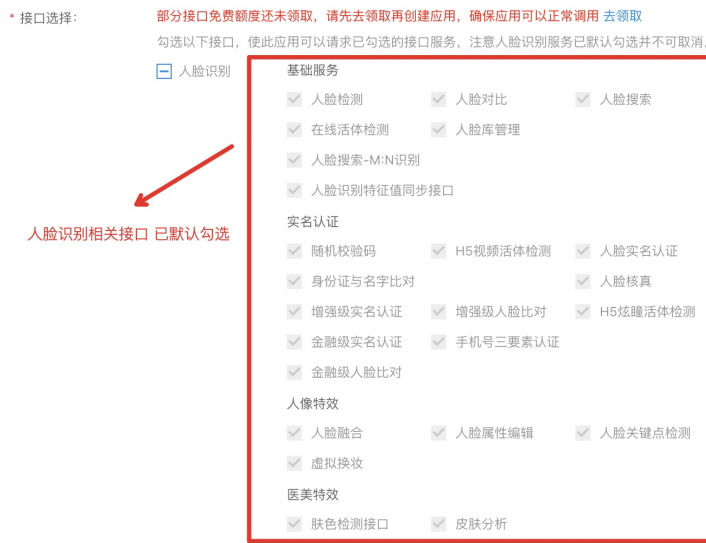 * 接口选择: 部分接口免费额度还未领取，请先去领取再创建应用，确保应用可以正常调用 去领取
勾选以下接口，使此应用可以请求已勾选的接口服务，注意人脸识别服务已默认勾选并不可取消。
人脸识别 基础服务
人脸检测 人脸对比 人脸搜索
在线活体检测 人脸库管理
人脸搜索-M:N识别
人脸识别特征值同步接口
实名认证
人脸识别相关接口 已默认勾选
随机校验码 H5视频活体检测 人脸实名认证
身份证与名字比对 人脸核真
增强级实名认证 增强级人脸比对 H5炫瞳活体检测
金融级实名认证 手机号三要素认证
金融级人脸比对
人像特效
人脸融合 人脸属性编辑 人脸关键点检测
虚拟换妆
医美特效
肤色检测接口 皮肤分析